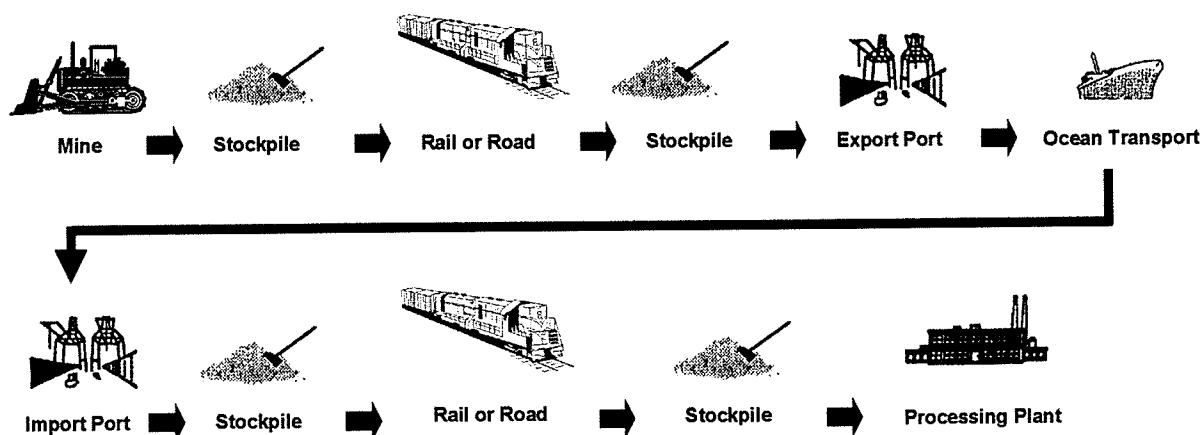 Mine
Stockpile
Rail or Road
Stockpile
Export Port
Ocean Transport
Import Port
Stockpile
Rail or Road
Stockpile
Processing Plant